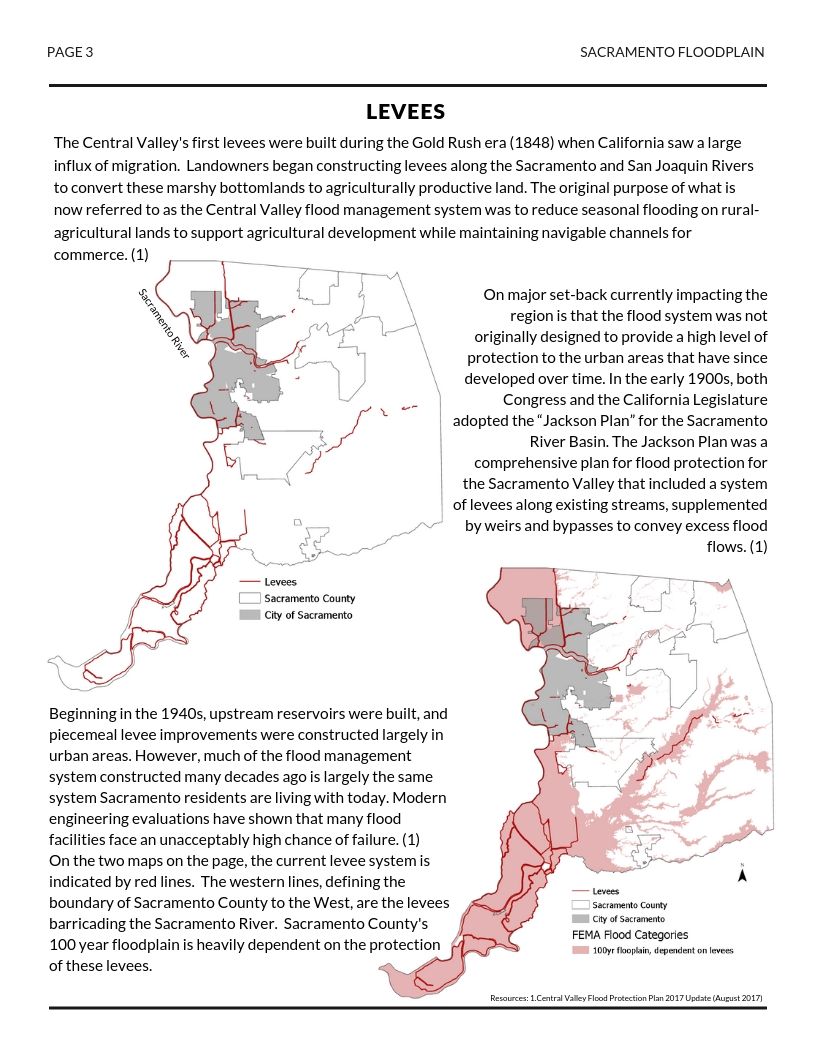 PAGE 3
SACRAMENTO FLOODPLAIN
LEVEES
The Central Valley's first levees were built during the Gold Rush era (1848) when California saw a large
influx of migration.  Landowners began constructing levees along the Sacramento and San Joaquin Rivers
to convert these marshy bottomlands to agriculturally productive land. The original purpose of what is
now referred to as the Central Valley flood management system was to reduce seasonal flooding on rural-
agricultural lands to support agricultural development while maintaining navigable channels for
commerce. (1)
Sacramento River
On major set-back currently impacting the
region is that the flood system was not
originally designed to provide a high level of
protection to the urban areas that have since
developed over time. In the early 1900s, both
Congress and the California Legislature
adopted the “Jackson Plan” for the Sacramento
River Basin. The Jackson Plan was a
comprehensive plan for flood protection for
the Sacramento Valley that included a system
of levees along existing streams, supplemented
by weirs and bypasses to convey excess flood
flows. (1)
Levees
Sacramento County
City of Sacramento
Beginning in the 1940s, upstream reservoirs were built, and
piecemeal levee improvements were constructed largely in
urban areas. However, much of the flood management
system constructed many decades ago is largely the same
system Sacramento residents are living with today. Modern
engineering evaluations have shown that many flood
facilities face an unacceptably high chance of failure. (1)
On the two maps on the page, the current levee system is
indicated by red lines.  The western lines, defining the
boundary of Sacramento County to the West, are the levees
barricading the Sacramento River.  Sacramento County's
100 year floodplain is heavily dependent on the protection
of these levees.
N
Levees
Sacramento County
City of Sacramento
FEMA Flood Categories
100yr flooplain, dependent on levees
Resources: 1.Central Valley Flood Protection Plan 2017 Update (August 2017)